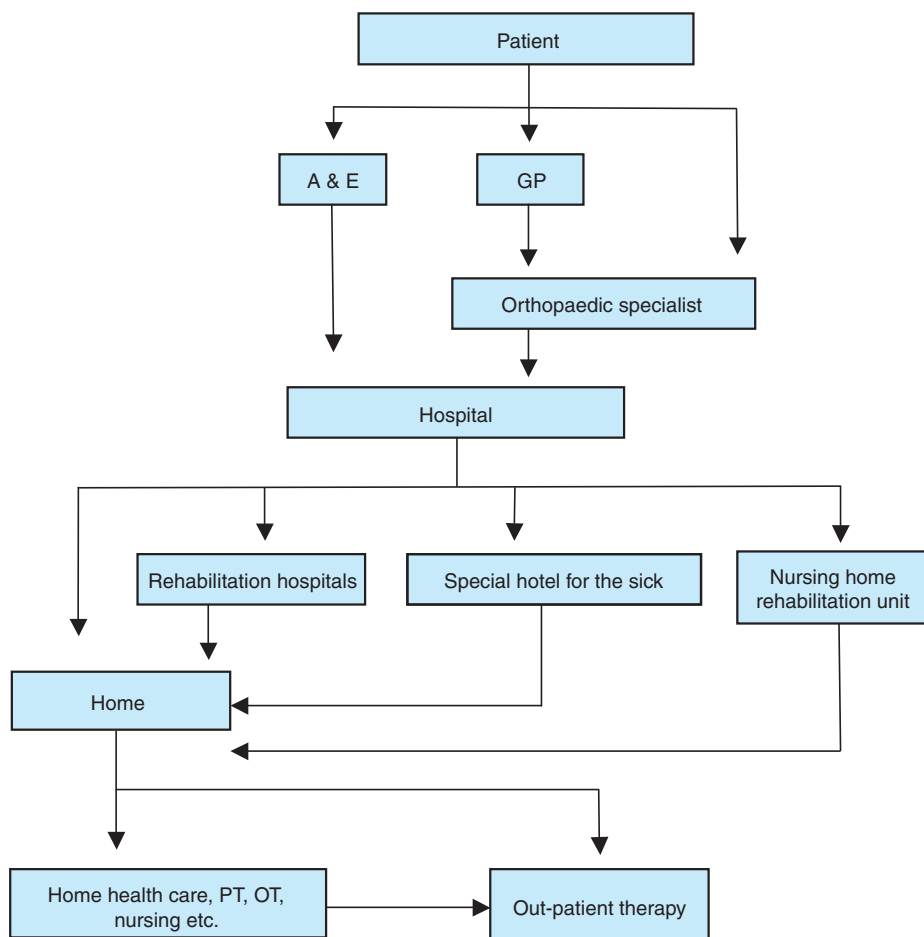 Patient
A & E
GP
Orthopaedic specialist
Hospital
Rehabilitation hospitals
Special hotel for the sick
Nursing home
rehabilitation unit
Home
Home health care, PT, OT,
nursing etc.
Out-patient therapy